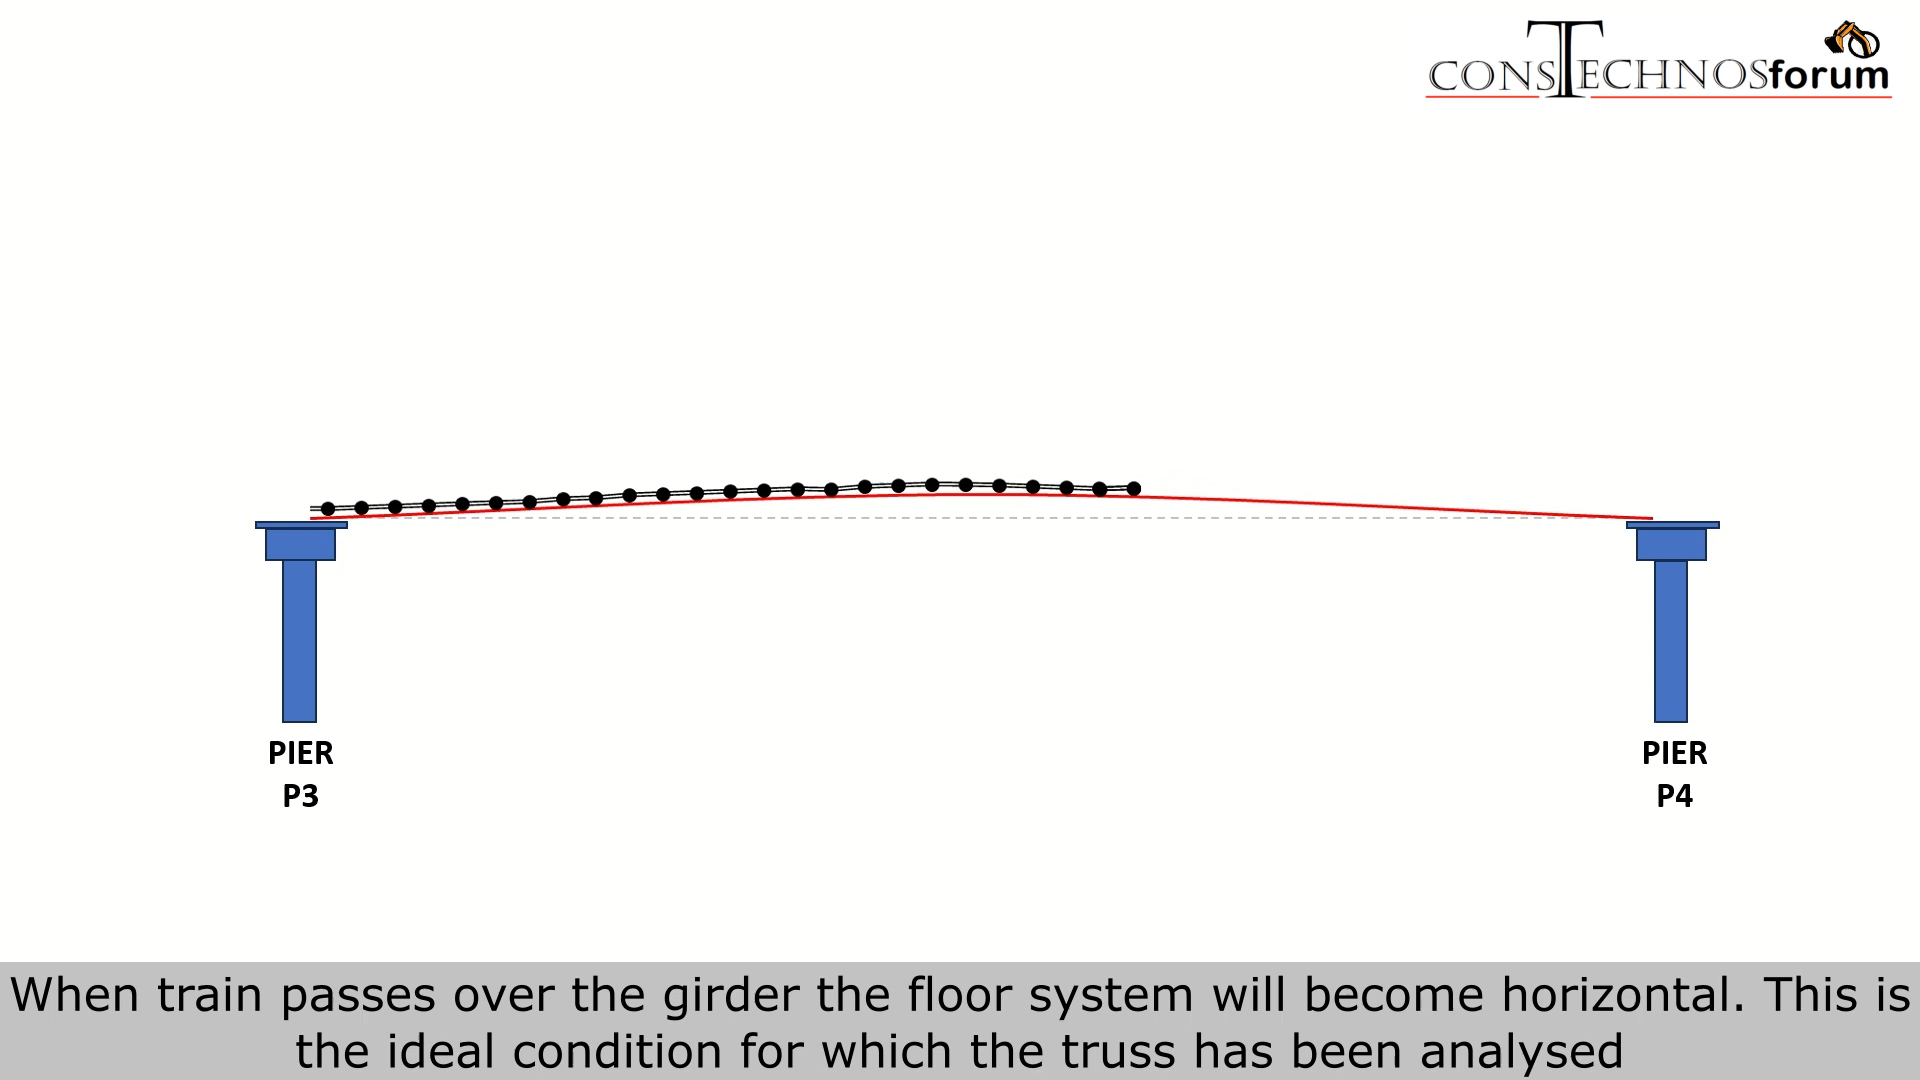 CONSTECHNOSforum
PIER
P3
PIER
P4
When train passes over the girder the floor system will become horizontal. This is
the ideal condition for which the truss has been analysed